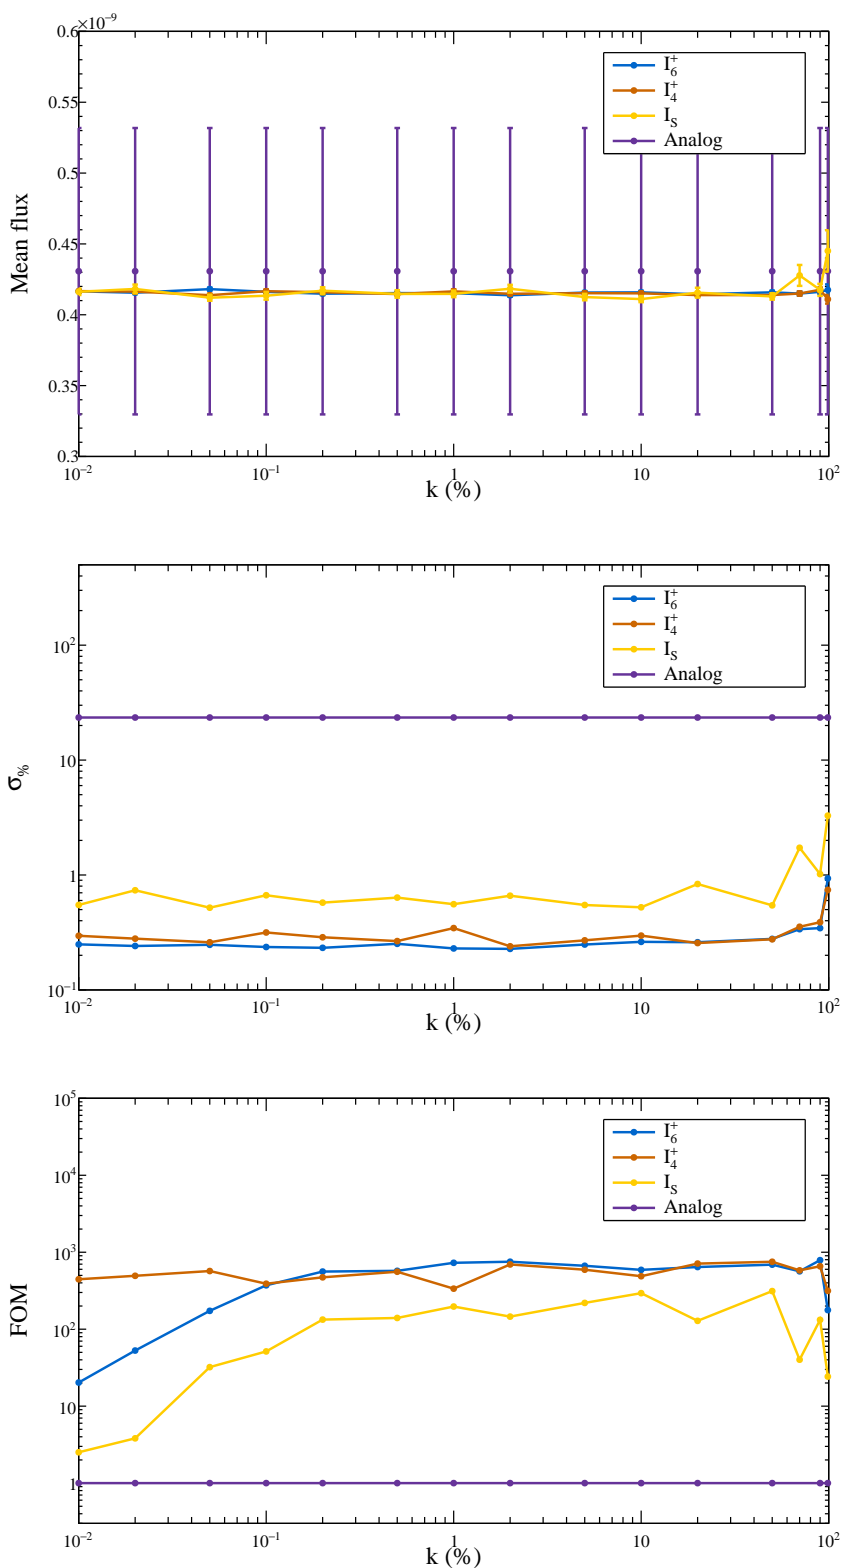 ×10⁻⁹
0.6
0.55
0.5
0.45
0.4
0.35
0.3
Mean flux
I₆⁺
I₄⁺
I_S
Analog
10⁻² 10⁻¹ 1 10 10²
k (%)
10²
10
1
10⁻¹
σ%
I₆⁺
I₄⁺
I_S
Analog
10⁻² 10⁻¹ 1 10 10²
k (%)
10⁵
10⁴
10³
10²
10
1
FOM
I₆⁺
I₄⁺
I_S
Analog
10⁻² 10⁻¹ 1 10 10²
k (%)